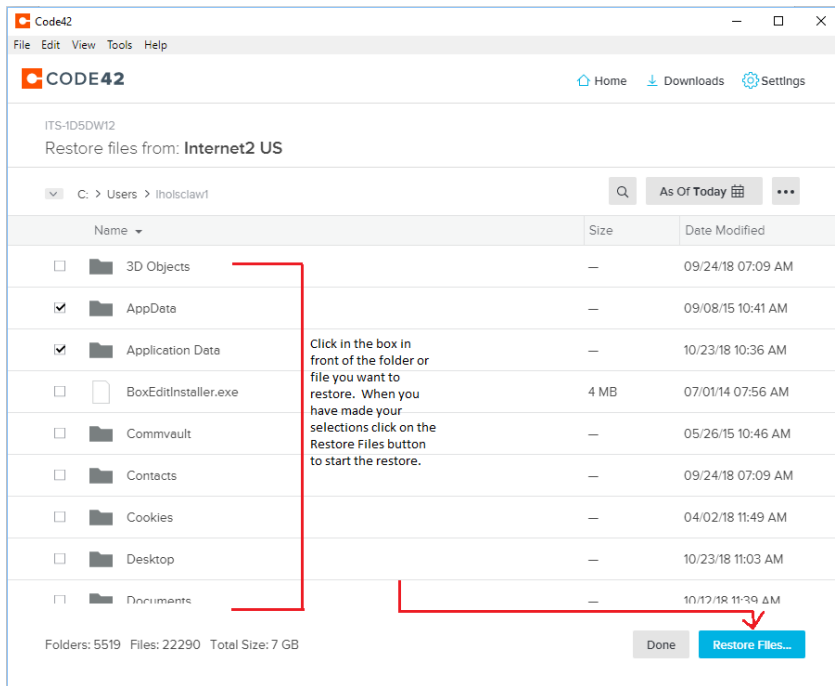 Code42
File Edit View Tools Help
CODE42
Home Downloads Settings
ITS-1D5DW12
Restore files from: Internet2 US
C: > Users > lholsclaw1
As Of Today
Name Size Date Modified
3D Objects — 09/24/18 07:09 AM
AppData — 09/08/15 10:41 AM
Application Data — 10/23/18 10:36 AM
BoxEditInstaller.exe 4 MB 07/01/14 07:56 AM
Commvault — 05/26/15 10:46 AM
Contacts — 09/24/18 07:09 AM
Cookies — 04/02/18 11:49 AM
Desktop — 10/23/18 11:03 AM
Documents — 10/12/18 11:39 AM
Click in the box in
front of the folder or
file you want to
restore. When you
have made your
selections click on the
Restore Files button
to start the restore.
Folders: 5519 Files: 22290 Total Size: 7 GB
Done Restore Files...